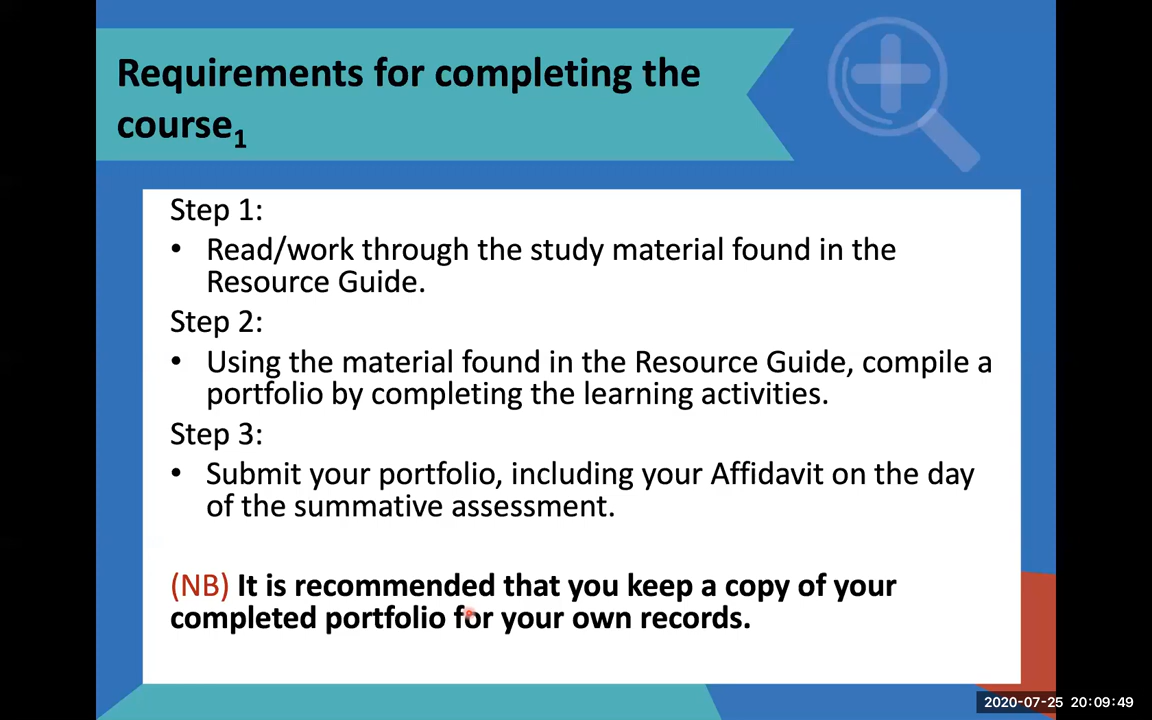 Requirements for completing the
course1
Step 1:
• Read/work through the study material found in the
Resource Guide.
Step 2:
• Using the material found in the Resource Guide, compile a
portfolio by completing the learning activities.
Step 3:
• Submit your portfolio, including your Affidavit on the day
of the summative assessment.
(NB) It is recommended that you keep a copy of your
completed portfolio for your own records.
2020-07-25 20:09:49